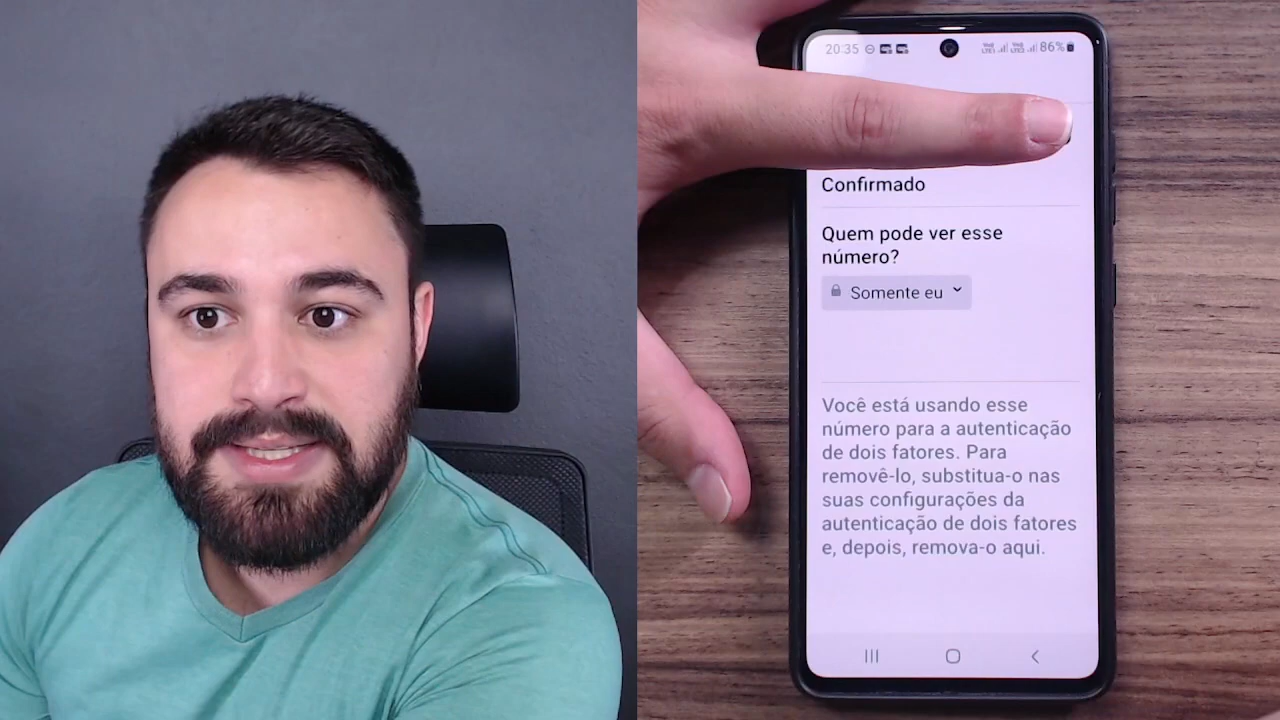 20:35 86%
Confirmado
Quem pode ver esse
número?
Somente eu
Você está usando esse
número para a autenticação
de dois fatores. Para
removê-lo, substitua-o nas
suas configurações da
autenticação de dois fatores
e, depois, remova-o aqui.